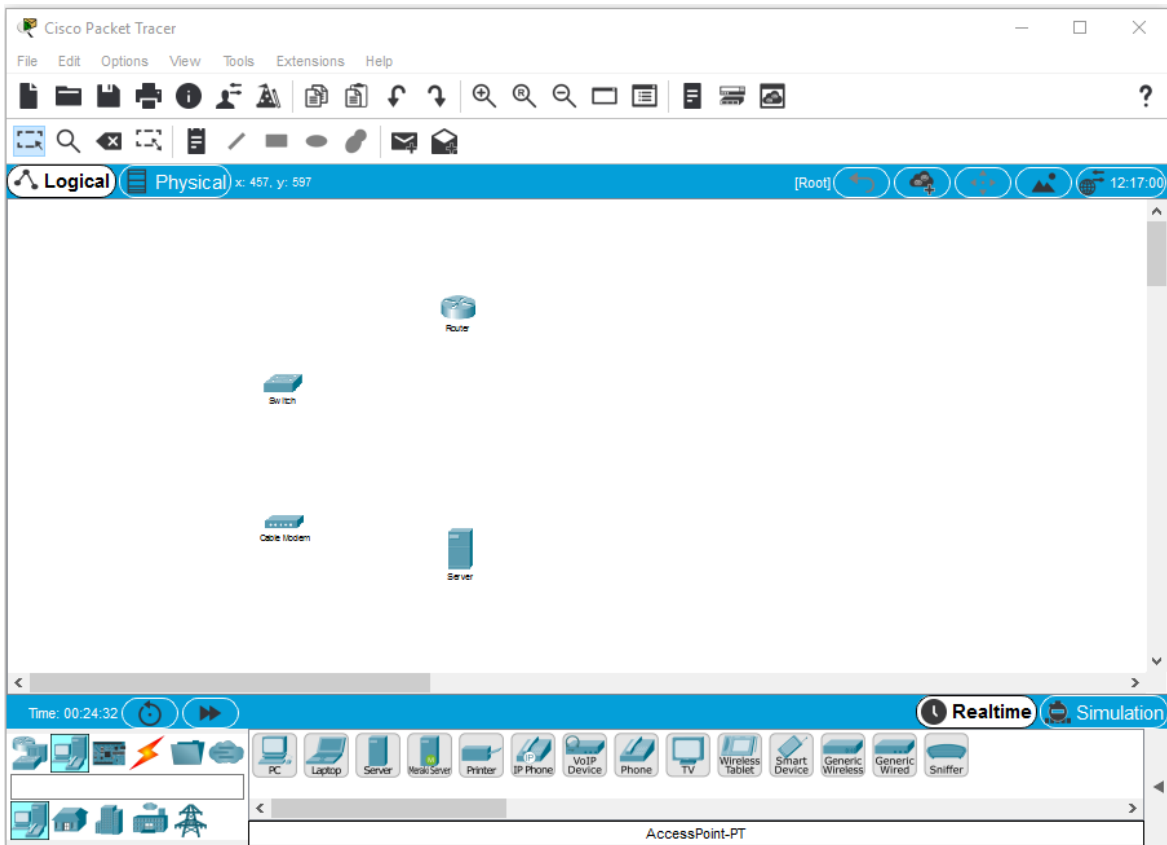 Cisco Packet Tracer
File Edit Options View Tools Extensions Help
R
?
Logical Physical x: 457, y: 597 [Root] 12:17:00
Router
Switch
Cable Modem
Server
Time: 00:24:32 Realtime Simulation
PC Laptop Server Meraki Server Printer IP Phone VoIP Device Phone TV Wireless Tablet Smart Device Generic Wireless Generic Wired Sniffer
AccessPoint-PT